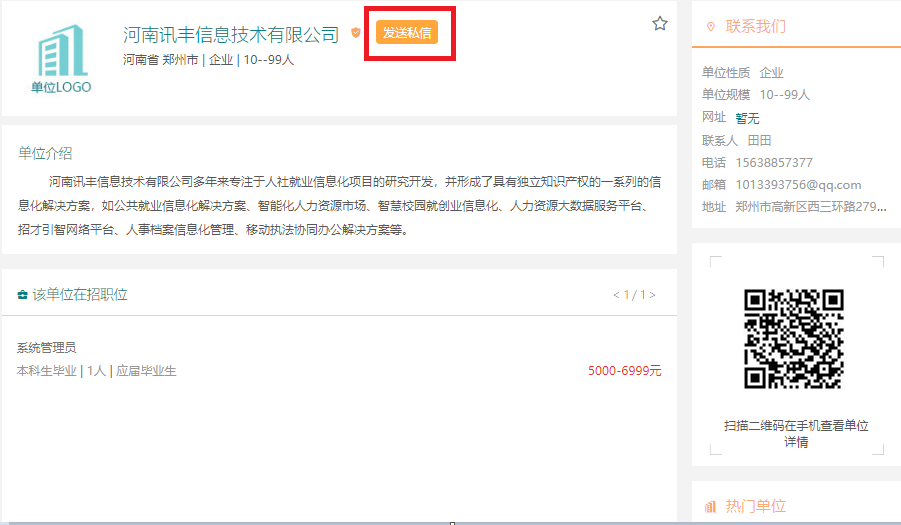 河南讯丰信息技术有限公司
发送私信
河南省 郑州市 | 企业 | 10--99人
单位LOGO
单位介绍
河南讯丰信息技术有限公司多年来专注于人社就业信息化项目的研究开发，并形成了具有独立知识产权的一系列的信
息化解决方案，如公共就业信息化解决方案、智能化人力资源市场、智慧校园就创业信息化、人力资源大数据服务平台、
招才引智网络平台、人事档案信息化管理、移动执法协同办公解决方案等。
该单位在招职位
< 1 / 1 >
系统管理员
本科生毕业 | 1人 | 应届毕业生
5000-6999元
联系我们
单位性质 企业
单位规模 10--99人
网址 暂无
联系人 田田
电话 15638857377
邮箱 1013393756@qq.com
地址 郑州市高新区西三环路279...
扫描二维码在手机查看单位
详情
热门单位